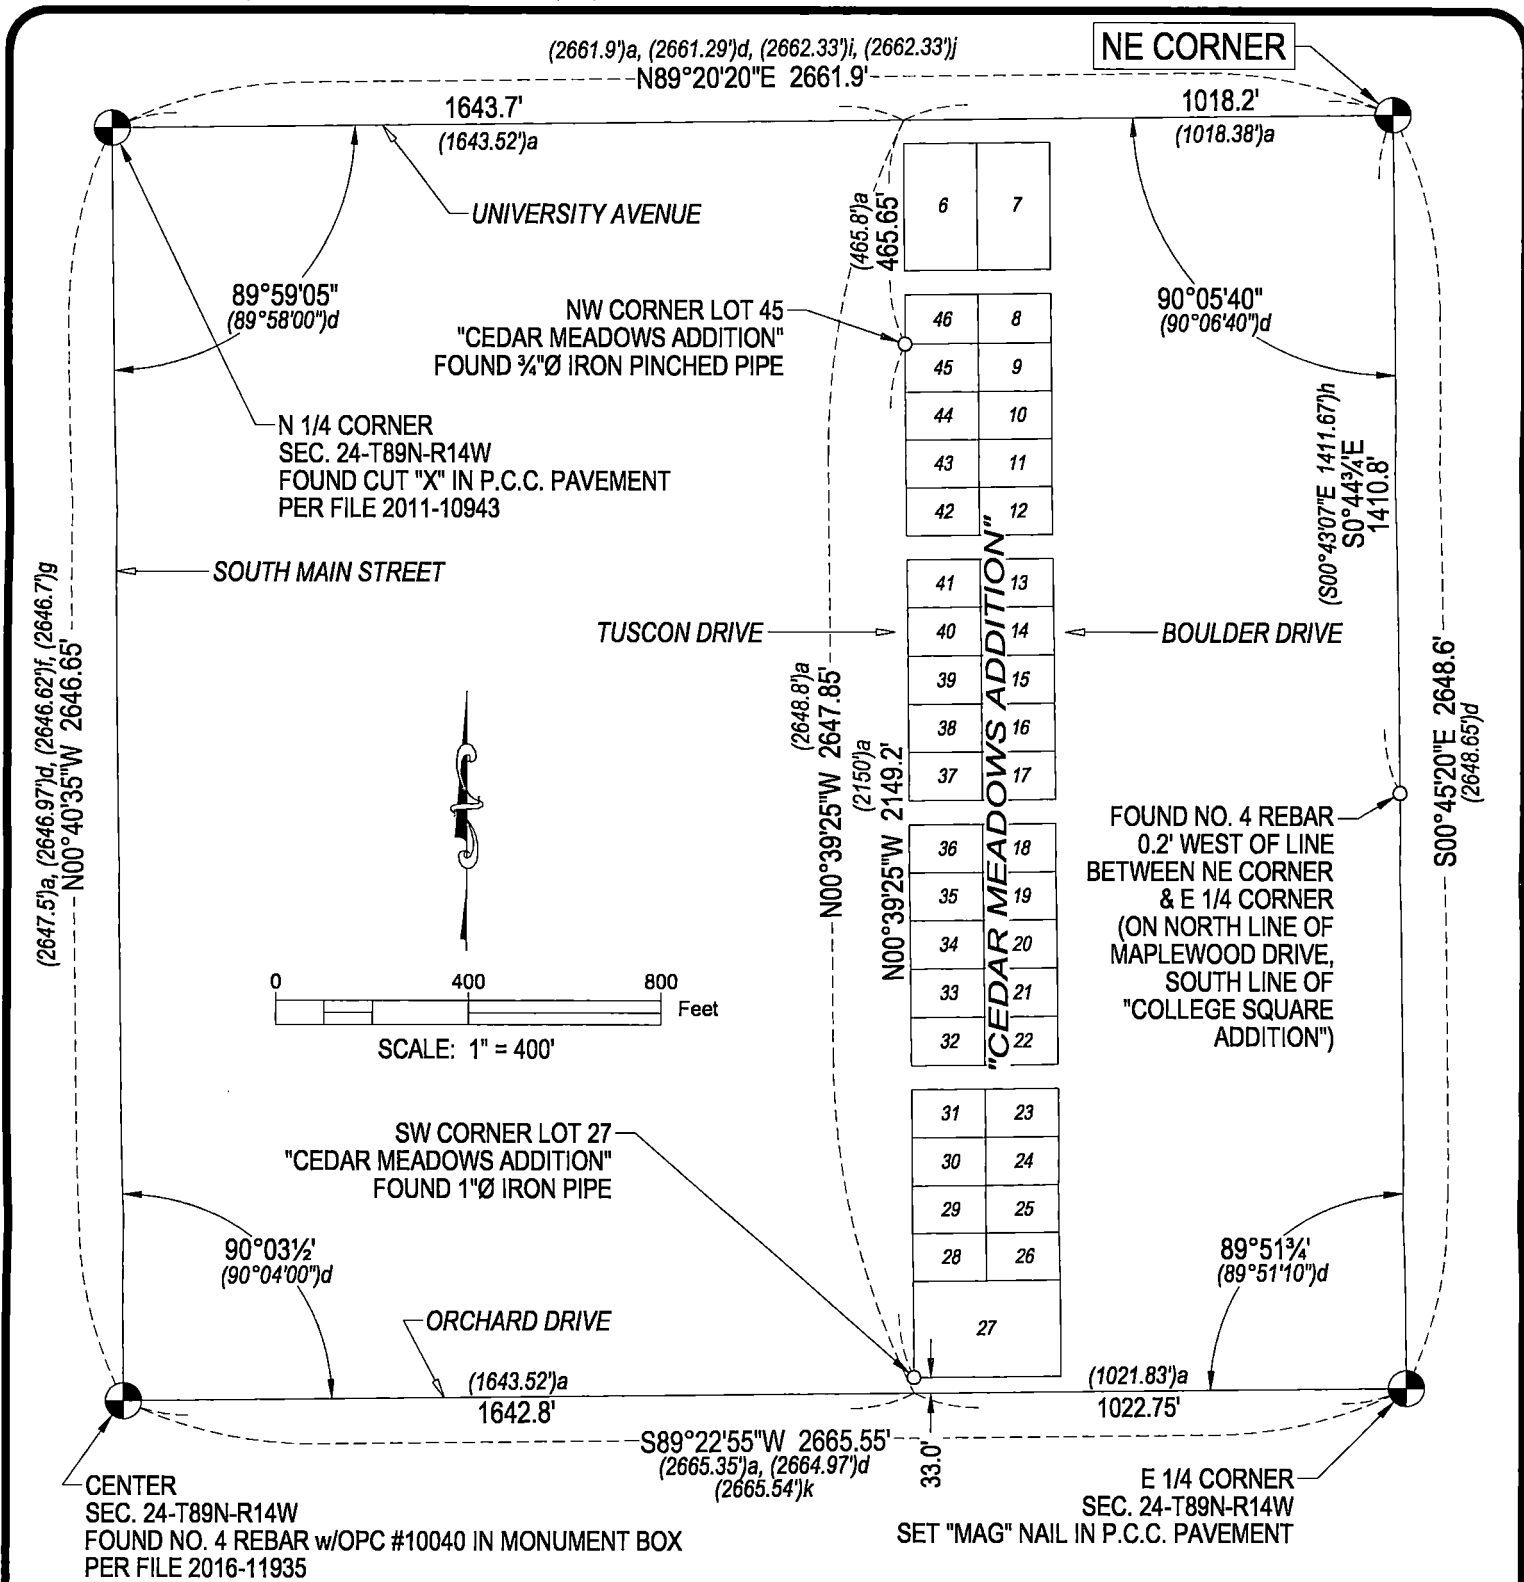 (2661.9')a, (2661.29')d, (2662.33')i, (2662.33')j
N89°20'20"E 2661.9'
NE CORNER
1643.7'
(1643.52')a
1018.2'
(1018.38')a
UNIVERSITY AVENUE
(465.8')a
465.65'
6
7
89°59'05"
(89°58'00")d
90°05'40"
(90°06'40")d
NW CORNER LOT 45
"CEDAR MEADOWS ADDITION"
FOUND ¾"Ø IRON PINCHED PIPE
46
8
45
9
44
10
43
11
42
12
N 1/4 CORNER
SEC. 24-T89N-R14W
FOUND CUT "X" IN P.C.C. PAVEMENT
PER FILE 2011-10943
(S00°43'07"E 1411.67')h
S0°44¾'E
1410.8'
SOUTH MAIN STREET
(2647.5')a, (2646.97')d, (2646.62')f, (2646.7')g
N00°40'35"W 2646.65'
TUSCON DRIVE
BOULDER DRIVE
41
13
40
14
39
15
38
16
37
17
"CEDAR MEADOWS ADDITION"
(2648.8')a
N00°39'25"W 2647.85'
(2150')a
N00°39'25"W 2149.2'
S00°45'20"E 2648.6'
(2648.65')d
36
18
35
19
34
20
33
21
32
22
FOUND NO. 4 REBAR
0.2' WEST OF LINE
BETWEEN NE CORNER
& E 1/4 CORNER
(ON NORTH LINE OF
MAPLEWOOD DRIVE,
SOUTH LINE OF
"COLLEGE SQUARE
ADDITION")
0 400 800
Feet
SCALE: 1" = 400'
SW CORNER LOT 27
"CEDAR MEADOWS ADDITION"
FOUND 1"Ø IRON PIPE
31
23
30
24
29
25
28
26
27
90°03½'
(90°04'00")d
89°51¾'
(89°51'10")d
ORCHARD DRIVE
(1643.52')a
1642.8'
(1021.83')a
1022.75'
33.0'
S89°22'55"W 2665.55'
(2665.35')a, (2664.97')d
(2665.54')k
CENTER
SEC. 24-T89N-R14W
FOUND NO. 4 REBAR w/OPC #10040 IN MONUMENT BOX
PER FILE 2016-11935
E 1/4 CORNER
SEC. 24-T89N-R14W
SET "MAG" NAIL IN P.C.C. PAVEMENT